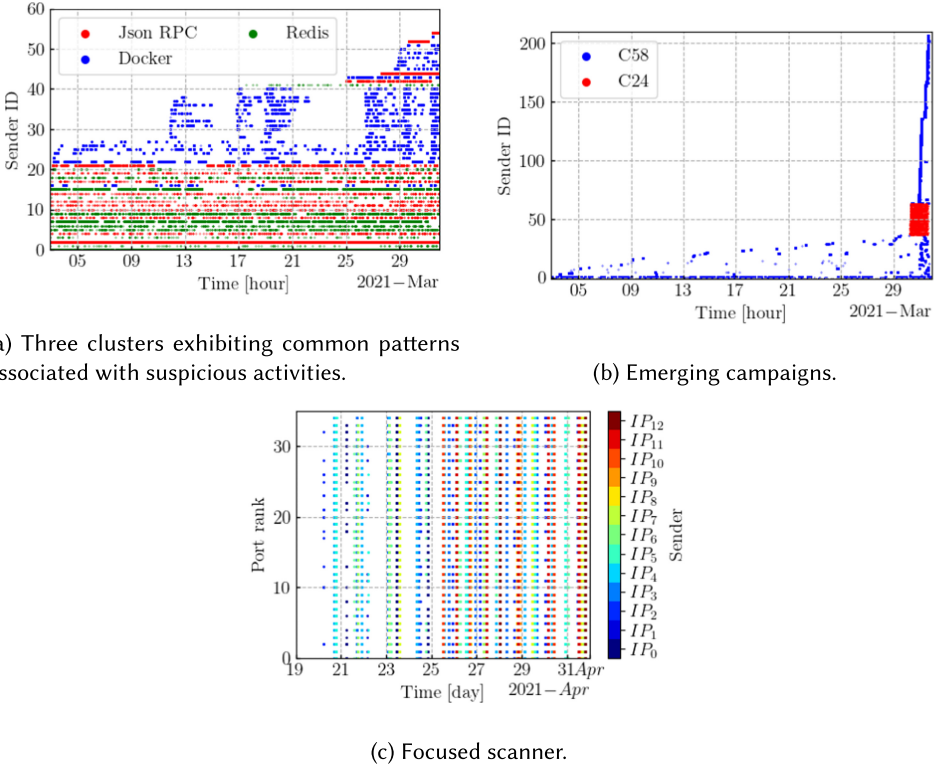 Json RPC
Redis
Docker
Sender ID
60
50
40
30
20
10
0
05
09
13
17
21
25
29
Time [hour]
2021−Mar
a) Three clusters exhibiting common patterns
ssociated with suspicious activities.
C58
C24
Sender ID
200
150
100
50
0
05
09
13
17
21
25
29
Time [hour]
2021−Mar
(b) Emerging campaigns.
Port rank
30
20
10
0
19
21
23
25
27
29
31Apr
Time [day]
2021−Apr
IP12
IP11
IP10
IP9
IP8
IP7
IP6
IP5
IP4
IP3
IP2
IP1
IP0
Sender
(c) Focused scanner.